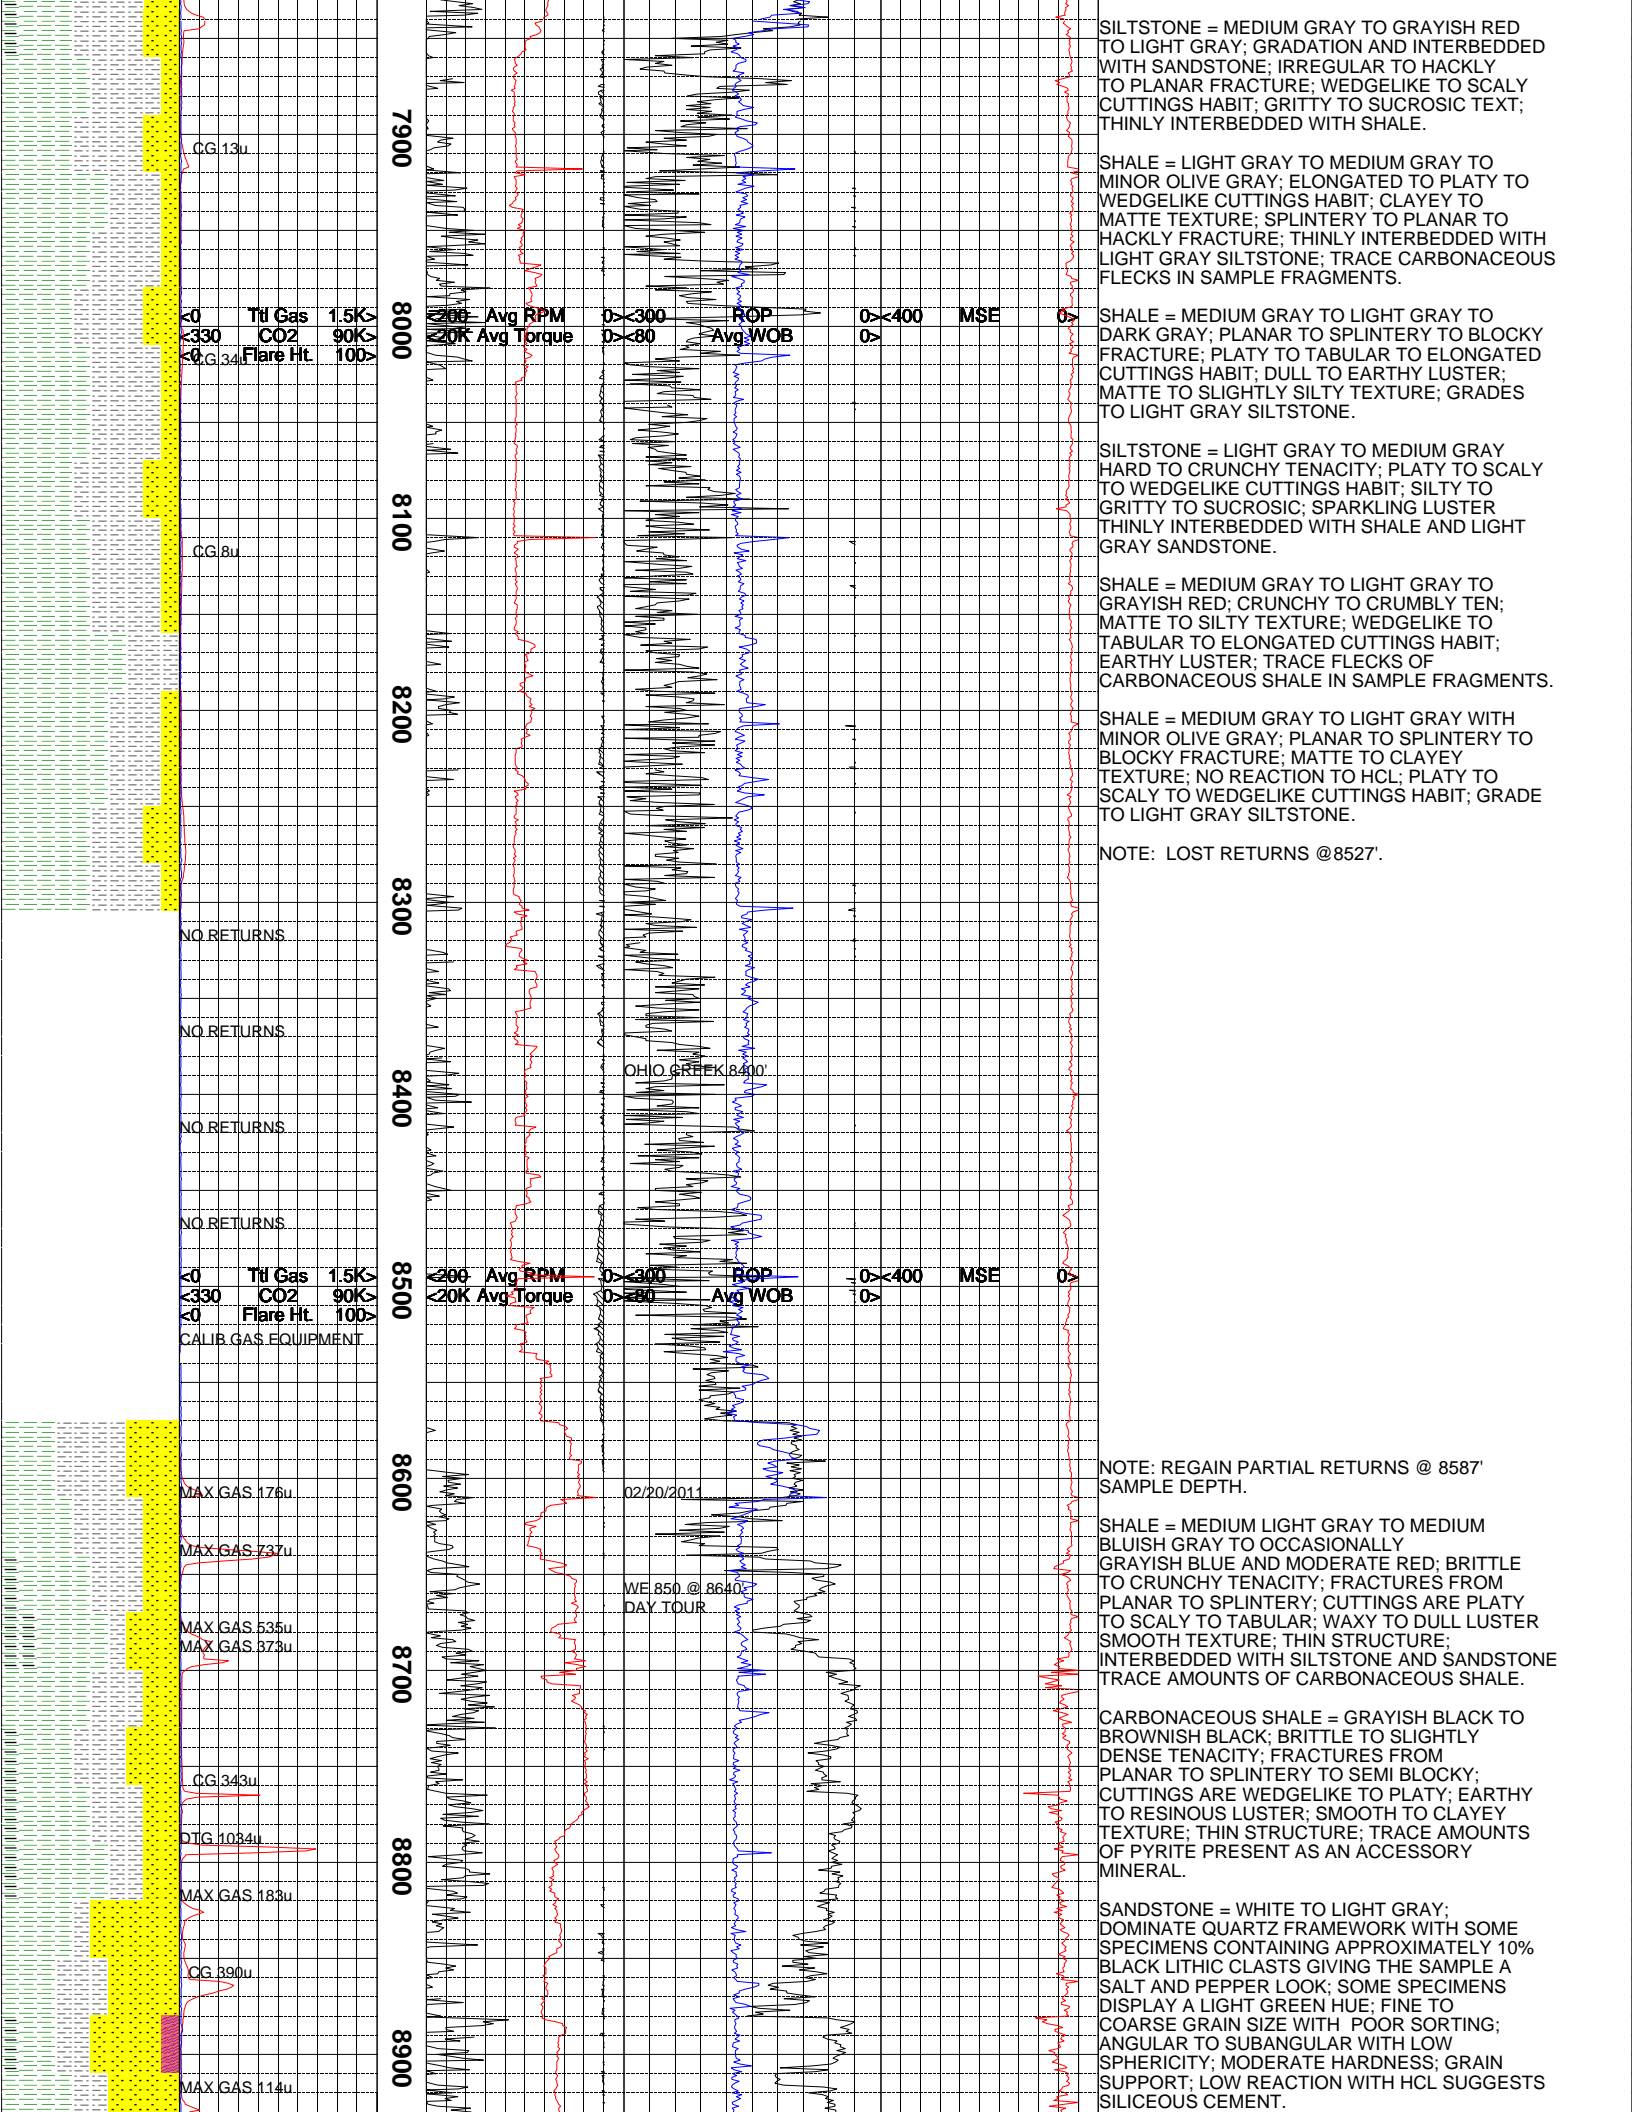 SILTSTONE = MEDIUM GRAY TO GRAYISH RED
TO LIGHT GRAY; GRADATION AND INTERBEDDED
WITH SANDSTONE; IRREGULAR TO HACKLY
TO PLANAR FRACTURE; WEDGELIKE TO SCALY
CUTTINGS HABIT; GRITTY TO SUCROSIC TEXT;
THINLY INTERBEDDED WITH SHALE.
7900
CG 13u
SHALE = LIGHT GRAY TO MEDIUM GRAY TO
MINOR OLIVE GRAY; ELONGATED TO PLATY TO
WEDGELIKE CUTTINGS HABIT; CLAYEY TO
MATTE TEXTURE; SPLINTERY TO PLANAR TO
HACKLY FRACTURE; THINLY INTERBEDDED WITH
LIGHT GRAY SILTSTONE; TRACE CARBONACEOUS
FLECKS IN SAMPLE FRAGMENTS.
<0 Ttl Gas 1.5K> <200 Avg RPM 0><300 ROP 0><400 MSE 0>
<330 CO2 90K> <20K Avg Torque 0><80 Avg WOB 0>
<0 Flare Ht. 100>
8000
CG 34u
SHALE = MEDIUM GRAY TO LIGHT GRAY TO
DARK GRAY; PLANAR TO SPLINTERY TO BLOCKY
FRACTURE; PLATY TO TABULAR TO ELONGATED
CUTTINGS HABIT; DULL TO EARTHY LUSTER;
MATTE TO SLIGHTLY SILTY TEXTURE; GRADES
TO LIGHT GRAY SILTSTONE.
SILTSTONE = LIGHT GRAY TO MEDIUM GRAY
HARD TO CRUNCHY TENACITY; PLATY TO SCALY
TO WEDGELIKE CUTTINGS HABIT; SILTY TO
GRITTY TO SUCROSIC; SPARKLING LUSTER
THINLY INTERBEDDED WITH SHALE AND LIGHT
GRAY SANDSTONE.
8100
CG 8u
SHALE = MEDIUM GRAY TO LIGHT GRAY TO
GRAYISH RED; CRUNCHY TO CRUMBLY TEN;
MATTE TO SILTY TEXTURE; WEDGELIKE TO
TABULAR TO ELONGATED CUTTINGS HABIT;
EARTHY LUSTER; TRACE FLECKS OF
CARBONACEOUS SHALE IN SAMPLE FRAGMENTS.
8200
SHALE = MEDIUM GRAY TO LIGHT GRAY WITH
MINOR OLIVE GRAY; PLANAR TO SPLINTERY TO
BLOCKY FRACTURE; MATTE TO CLAYEY
TEXTURE; NO REACTION TO HCL; PLATY TO
SCALY TO WEDGELIKE CUTTINGS HABIT; GRADE
TO LIGHT GRAY SILTSTONE.
NOTE:  LOST RETURNS @8527'.
8300
NO RETURNS
NO RETURNS
OHIO CREEK 8400'
8400
NO RETURNS
NO RETURNS
<0 Ttl Gas 1.5K> <200 Avg RPM 0><300 ROP 0><400 MSE 0>
<330 CO2 90K> <20K Avg Torque 0><80 Avg WOB 0>
<0 Flare Ht. 100>
8500
CALIB GAS EQUIPMENT
NOTE: REGAIN PARTIAL RETURNS @ 8587'
SAMPLE DEPTH.
8600
MAX GAS 176u
02/20/2011
SHALE = MEDIUM LIGHT GRAY TO MEDIUM
BLUISH GRAY TO OCCASIONALLY
GRAYISH BLUE AND MODERATE RED; BRITTLE
TO CRUNCHY TENACITY; FRACTURES FROM
PLANAR TO SPLINTERY; CUTTINGS ARE PLATY
TO SCALY TO TABULAR; WAXY TO DULL LUSTER
SMOOTH TEXTURE; THIN STRUCTURE;
INTERBEDDED WITH SILTSTONE AND SANDSTONE
TRACE AMOUNTS OF CARBONACEOUS SHALE.
MAX GAS 737u
WE 850 @ 8640'
DAY TOUR
MAX GAS 535u
MAX GAS 373u
8700
CARBONACEOUS SHALE = GRAYISH BLACK TO
BROWNISH BLACK; BRITTLE TO SLIGHTLY
DENSE TENACITY; FRACTURES FROM
PLANAR TO SPLINTERY TO SEMI BLOCKY;
CUTTINGS ARE WEDGELIKE TO PLATY; EARTHY
TO RESINOUS LUSTER; SMOOTH TO CLAYEY
TEXTURE; THIN STRUCTURE; TRACE AMOUNTS
OF PYRITE PRESENT AS AN ACCESSORY
MINERAL.
CG 343u
DTG 1034u
8800
MAX GAS 183u
SANDSTONE = WHITE TO LIGHT GRAY;
DOMINATE QUARTZ FRAMEWORK WITH SOME
SPECIMENS CONTAINING APPROXIMATELY 10%
BLACK LITHIC CLASTS GIVING THE SAMPLE A
SALT AND PEPPER LOOK; SOME SPECIMENS
DISPLAY A LIGHT GREEN HUE; FINE TO
COARSE GRAIN SIZE WITH  POOR SORTING;
ANGULAR TO SUBANGULAR WITH LOW
SPHERICITY; MODERATE HARDNESS; GRAIN
SUPPORT; LOW REACTION WITH HCL SUGGESTS
SILICEOUS CEMENT.
CG 390u
8900
MAX GAS 114u